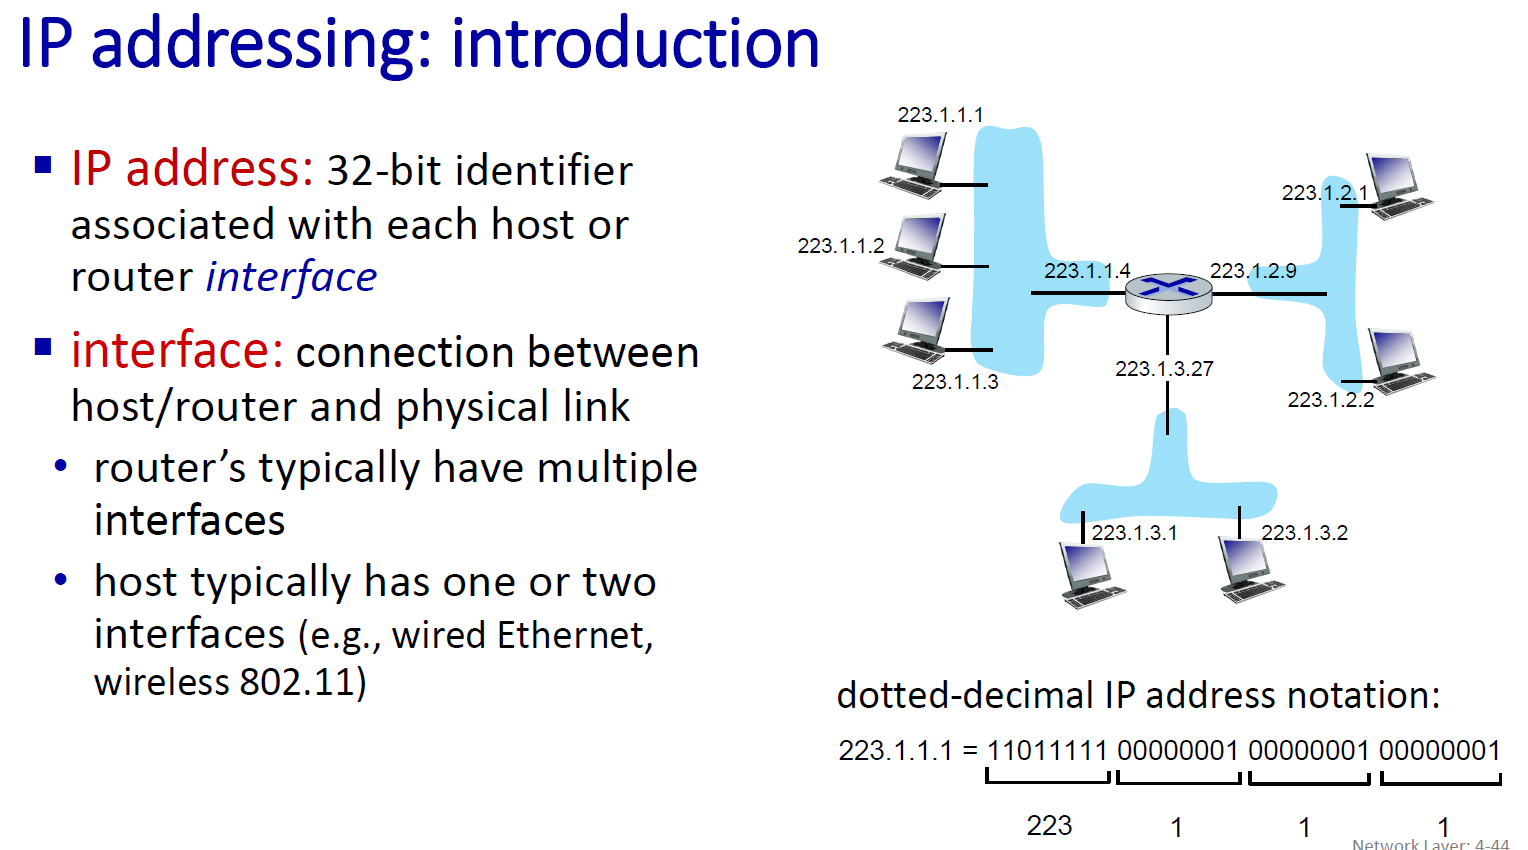 IP addressing: introduction
IP address: 32-bit identifier
associated with each host or
router interface
interface: connection between
host/router and physical link
router’s typically have multiple
interfaces
host typically has one or two
interfaces (e.g., wired Ethernet,
wireless 802.11)
223.1.1.1
223.1.1.2
223.1.1.3
223.1.1.4
223.1.2.9
223.1.2.1
223.1.2.2
223.1.3.27
223.1.3.1
223.1.3.2
dotted-decimal IP address notation:
223.1.1.1 = 11011111 00000001 00000001 00000001
223 1 1 1
Network Layer: 4-44